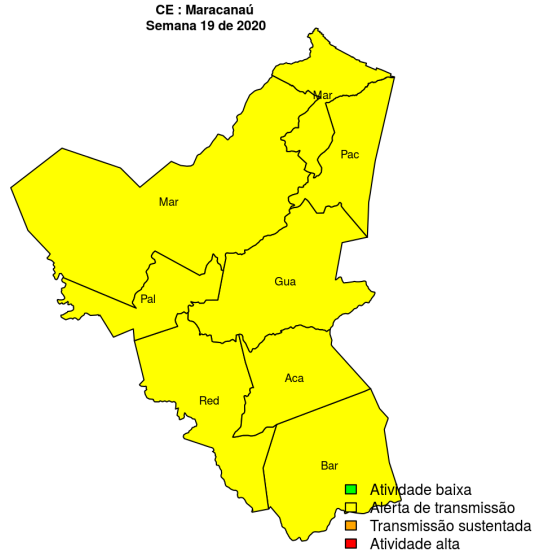 CE : Maracanaú
Semana 19 de 2020
Mar
Pac
Mar
Gua
Pal
Aca
Red
Bar
Atividade baixa
Alerta de transmissão
Transmissão sustentada
Atividade alta